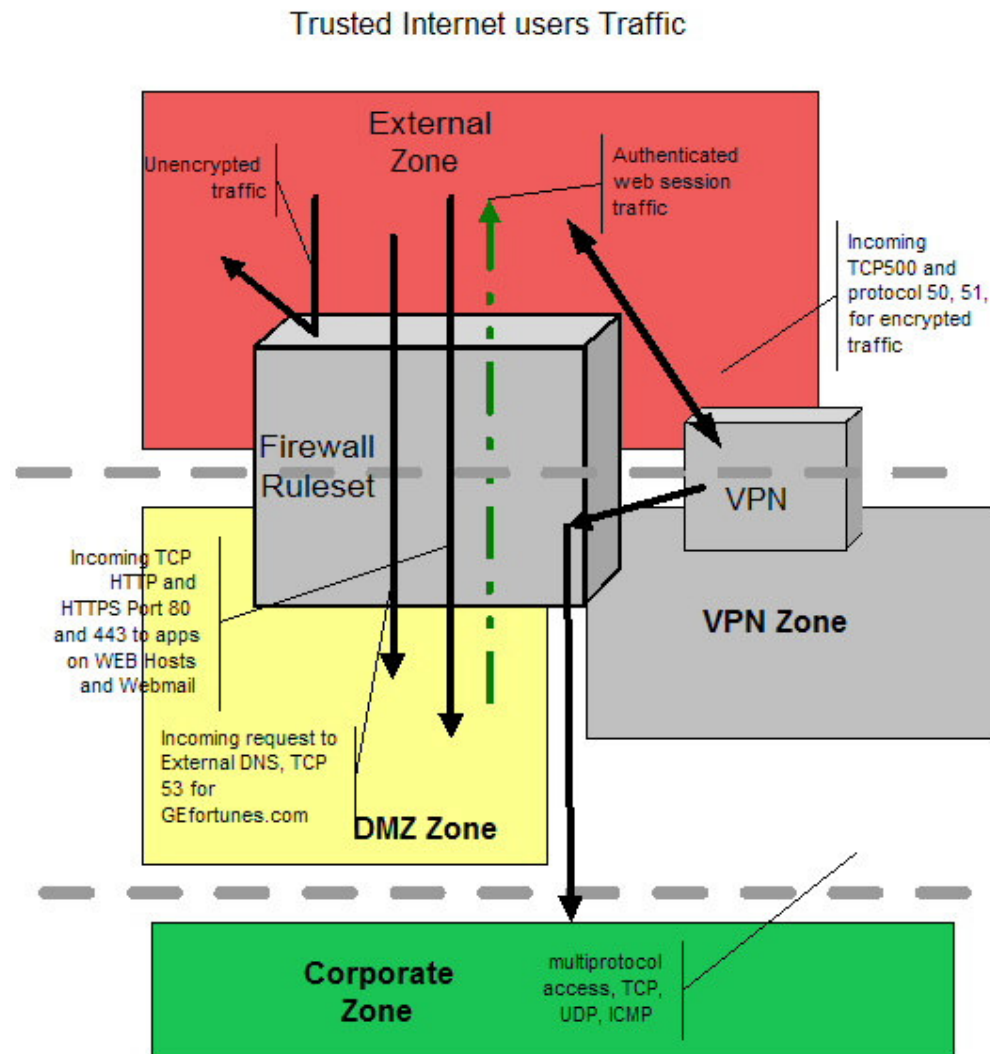 Trusted Internet users Traffic
External
Zone
Unencrypted
traffic
Authenticated
web session
traffic
Incoming
TCP500 and
protocol 50, 51,
for encrypted
traffic
Firewall
Ruleset
VPN
Incoming TCP
HTTP and
HTTPS Port 80
and 443 to apps
on WEB Hosts
and Webmail
VPN Zone
Incoming request to
External DNS, TCP
53 for
GEfortunes.com
DMZ Zone
Corporate
Zone
multiprotocol
access, TCP,
UDP, ICMP